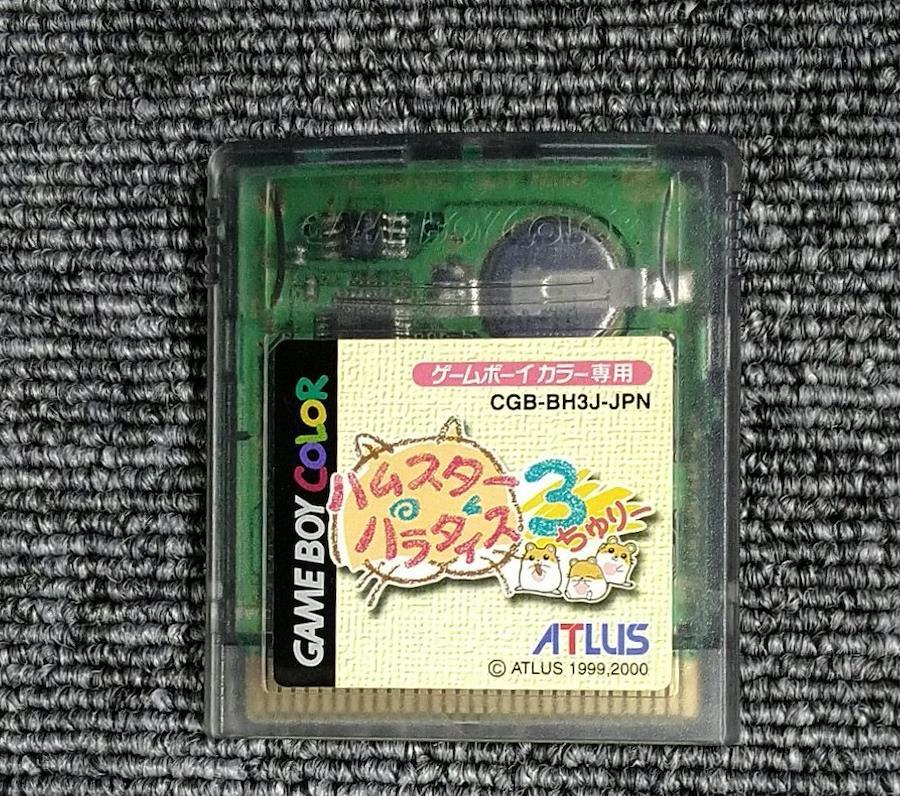 GAME BOY COLOR
GAME BOY COLOR
ゲームボーイカラー専用
CGB-BH3J-JPN
ハムスター
パラダイス
3
ちゅりー
ATLUS
© ATLUS 1999,2000